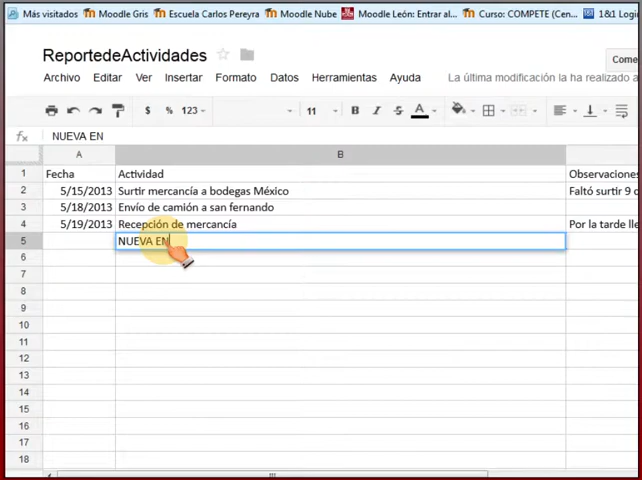 Más visitados Moodle Gris Escuela Carlos Pereyra Moodle Nube Moodle León: Entrar al... Curso: COMPETE (Cen... 1&1 Login
ReportedeActividades
Come
Archivo Editar Ver Insertar Formato Datos Herramientas Ayuda La última modificación la ha realizado a
$ % 123 11 B I S A
fx NUEVA EN
A B
1 Fecha Actividad Observaciones
2 5/15/2013 Surtir mercancía a bodegas México Faltó surtir 9 c
3 5/18/2013 Envío de camión a san fernando
4 5/19/2013 Recepción de mercancía Por la tarde lle
5 NUEVA EN
6
7
8
9
10
11
12
13
14
15
16
17
18